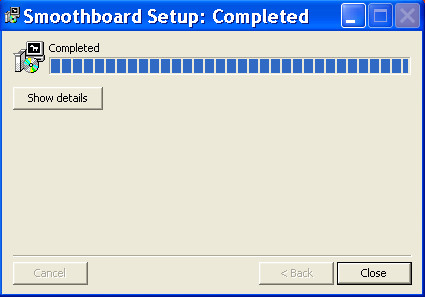 Smoothboard Setup: Completed
Completed
Show details
Cancel
< Back
Close